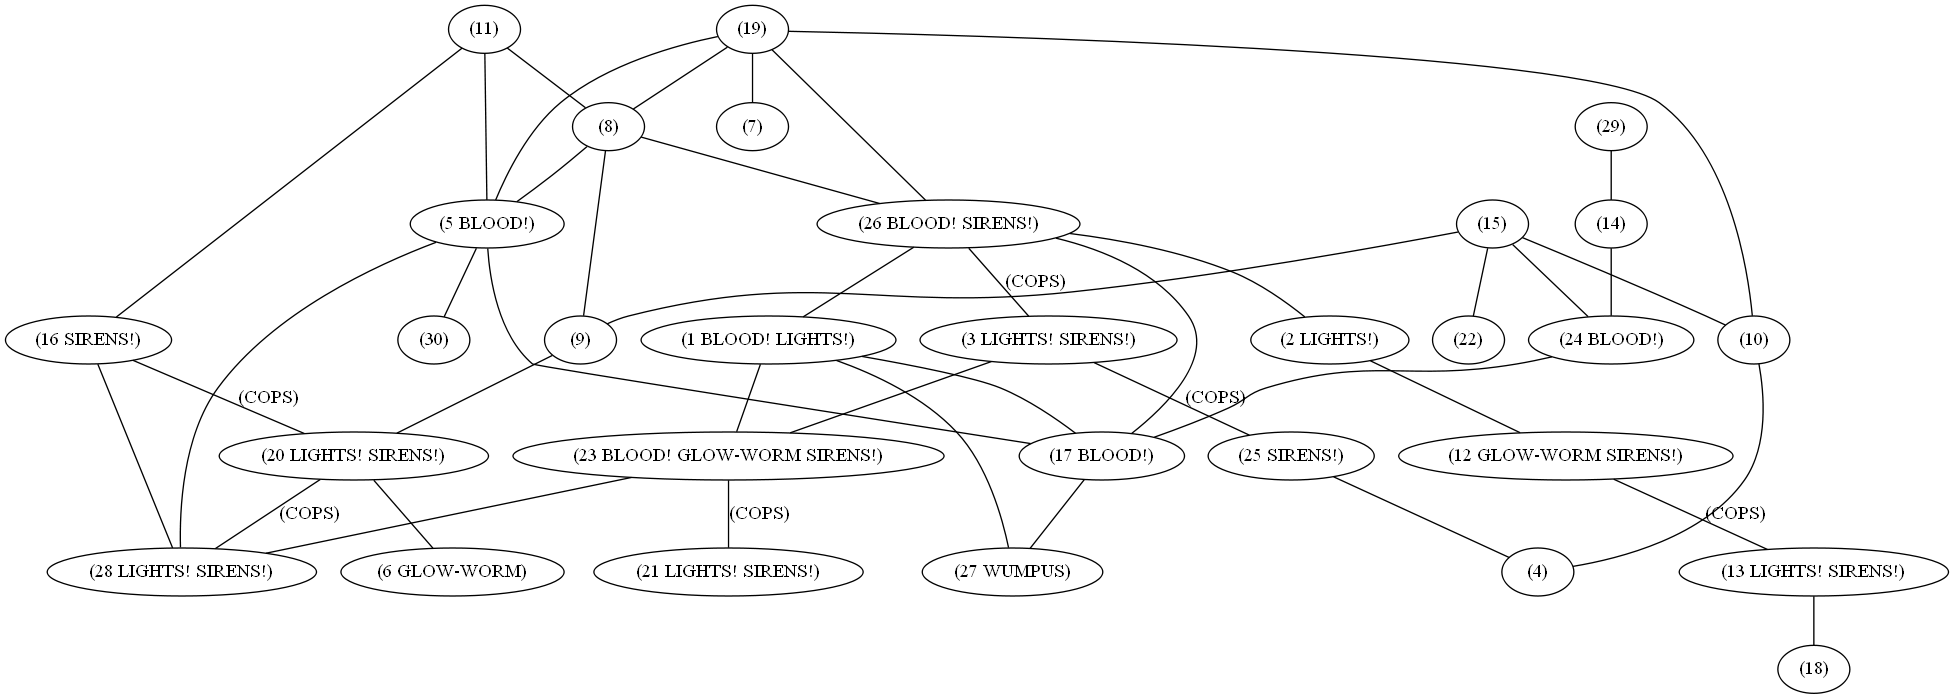 (11)
(19)
(8)
(7)
(29)
(5 BLOOD!)
(26 BLOOD! SIRENS!)
(15)
(14)
(COPS)
(16 SIRENS!)
(30)
(9)
(1 BLOOD! LIGHTS!)
(3 LIGHTS! SIRENS!)
(2 LIGHTS!)
(22)
(24 BLOOD!)
(10)
(COPS)
(COPS)
(20 LIGHTS! SIRENS!)
(23 BLOOD! GLOW-WORM SIRENS!)
(17 BLOOD!)
(25 SIRENS!)
(12 GLOW-WORM SIRENS!)
(COPS)
(COPS)
(COPS)
(28 LIGHTS! SIRENS!)
(6 GLOW-WORM)
(21 LIGHTS! SIRENS!)
(27 WUMPUS)
(4)
(13 LIGHTS! SIRENS!)
(18)